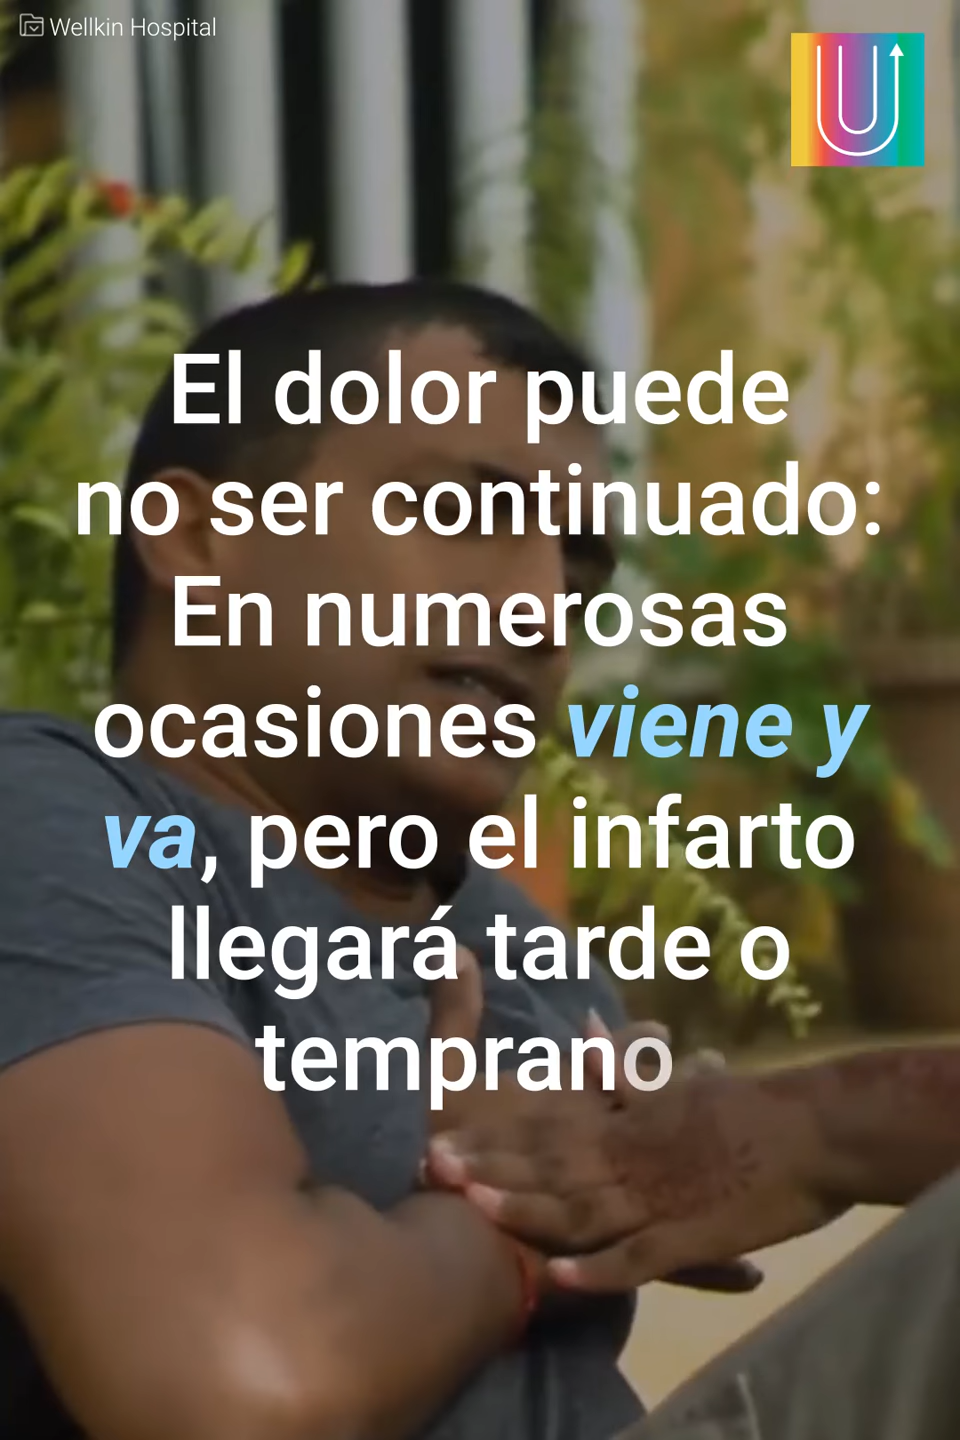 Wellkin Hospital
El dolor puede
no ser continuado:
En numerosas
ocasiones viene y
va, pero el infarto
llegará tarde o
temprano